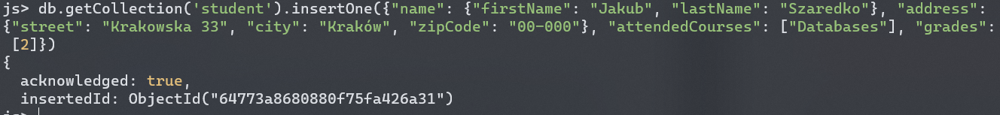 js> db.getCollection('student').insertOne({"name": {"firstName": "Jakub", "lastName": "Szaredko"}, "address":
{"street": "Krakowska 33", "city": "Kraków", "zipCode": "00-000"}, "attendedCourses": ["Databases"], "grades":
[2]})
{
  acknowledged: true,
  insertedId: ObjectId("64773a8680880f75fa426a31")
js>